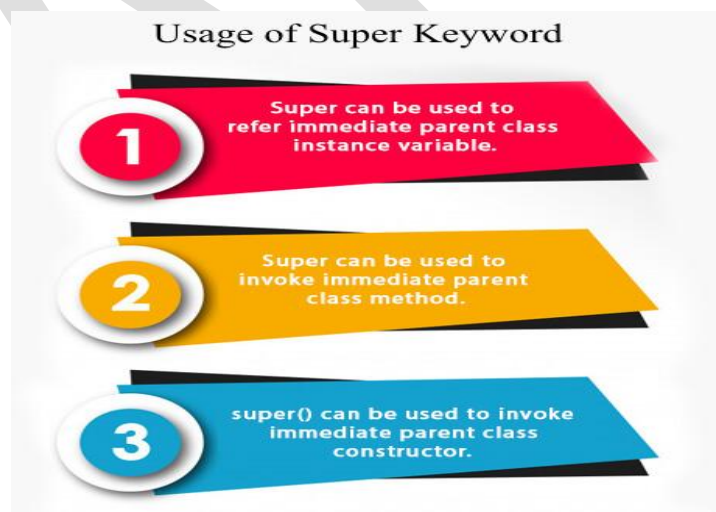 Usage of Super Keyword
1
Super can be used to
refer immediate parent class
instance variable.
2
Super can be used to
invoke immediate parent
class method.
3
super() can be used to invoke
immediate parent class
constructor.